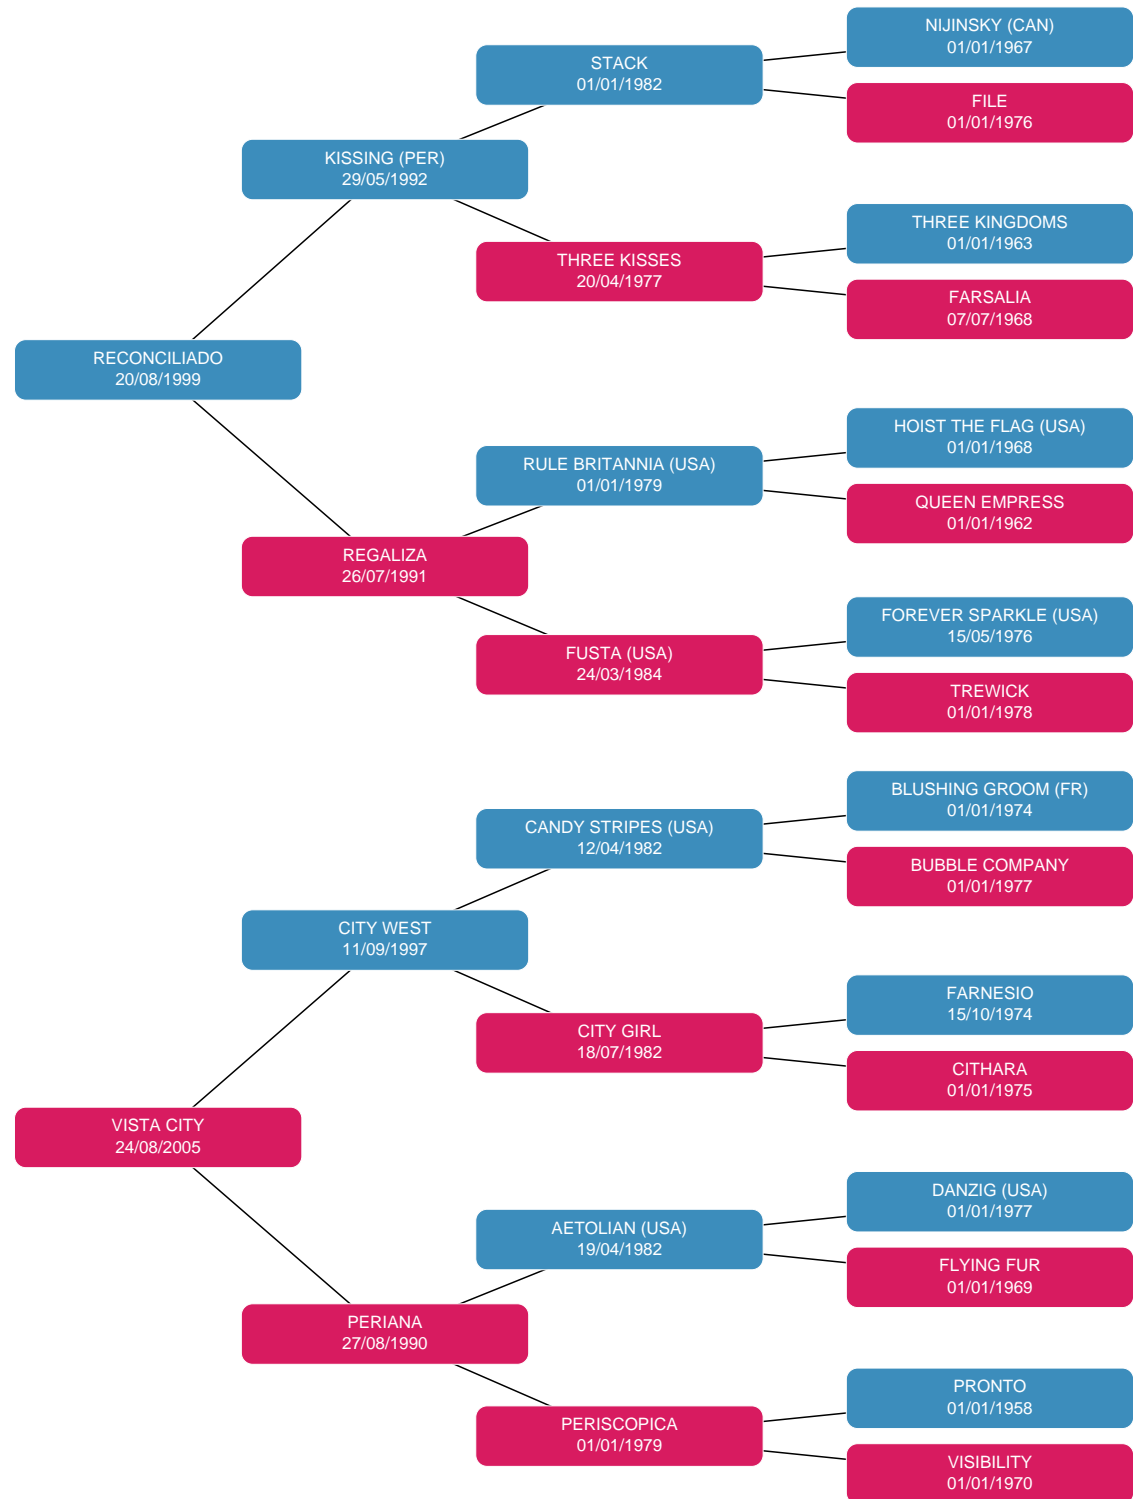 NIJINSKY (CAN)
01/01/1967
STACK
01/01/1982
FILE
01/01/1976
KISSING (PER)
29/05/1992
THREE KINGDOMS
01/01/1963
THREE KISSES
20/04/1977
FARSALIA
07/07/1968
RECONCILIADO
20/08/1999
HOIST THE FLAG (USA)
01/01/1968
RULE BRITANNIA (USA)
01/01/1979
QUEEN EMPRESS
01/01/1962
REGALIZA
26/07/1991
FOREVER SPARKLE (USA)
15/05/1976
FUSTA (USA)
24/03/1984
TREWICK
01/01/1978
BLUSHING GROOM (FR)
01/01/1974
CANDY STRIPES (USA)
12/04/1982
BUBBLE COMPANY
01/01/1977
CITY WEST
11/09/1997
FARNESIO
15/10/1974
CITY GIRL
18/07/1982
CITHARA
01/01/1975
VISTA CITY
24/08/2005
DANZIG (USA)
01/01/1977
AETOLIAN (USA)
19/04/1982
FLYING FUR
01/01/1969
PERIANA
27/08/1990
PRONTO
01/01/1958
PERISCOPICA
01/01/1979
VISIBILITY
01/01/1970